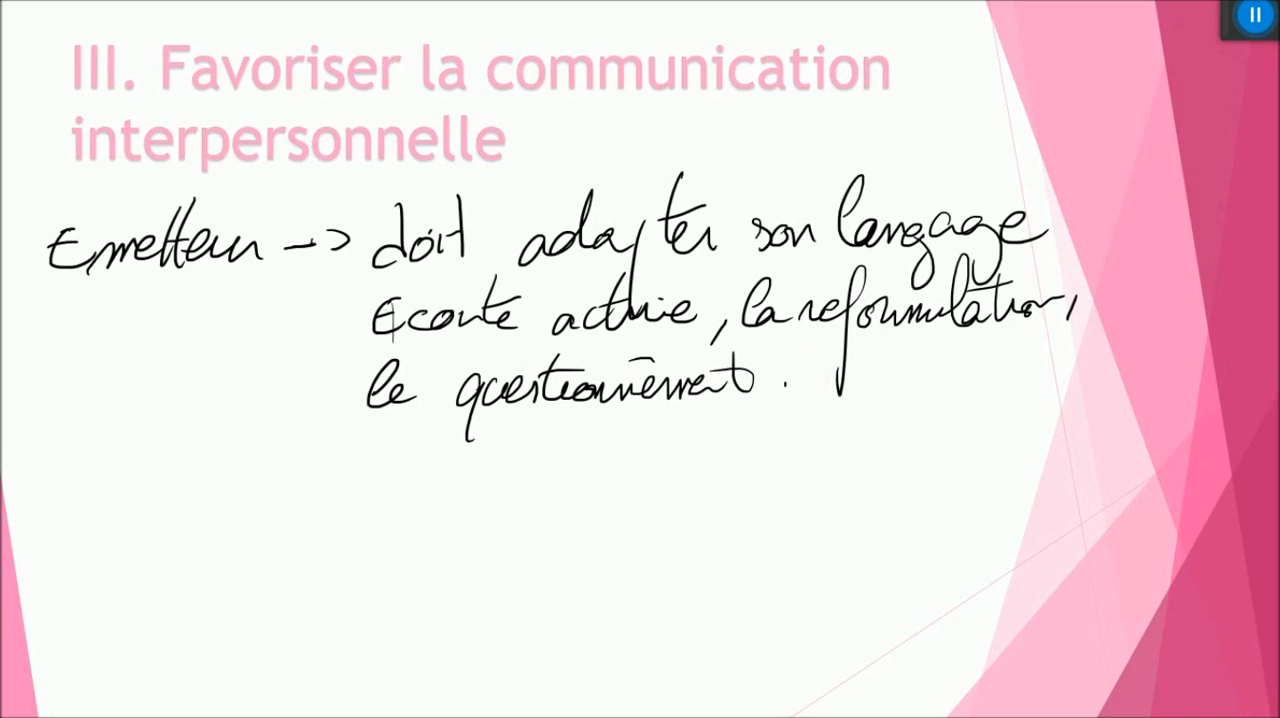 III. Favoriser la communication
interpersonnelle
Emetteur -> doit adapter son langage
Ecoute active, la reformulation,
le questionnement.